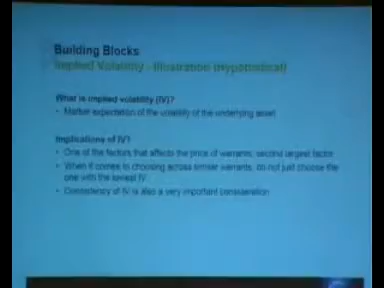 Building Blocks
Implied Volatility - Illustration (Hypothetical)
What is implied volatility (IV)?
• Market expectation of the volatility of the underlying asset
Implications of IV?
• One of the factors that affects the price of warrants, second largest factor
• When it comes to choosing across similar warrants, do not just choose the
one with the lowest IV
• Consistency of IV is also a very important consideration